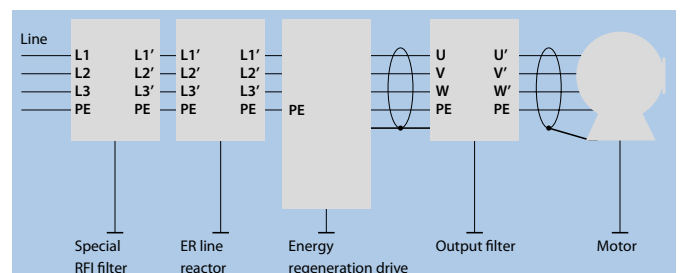 Line
L1 L1’ L1’ L1’ U U’
L2 L2’ L2’ L2’ V V’
L3 L3’ L3’ L3’ W W’
PE PE PE PE PE PE PE
Special ER line Energy Output filter Motor
RFI filter reactor regeneration drive